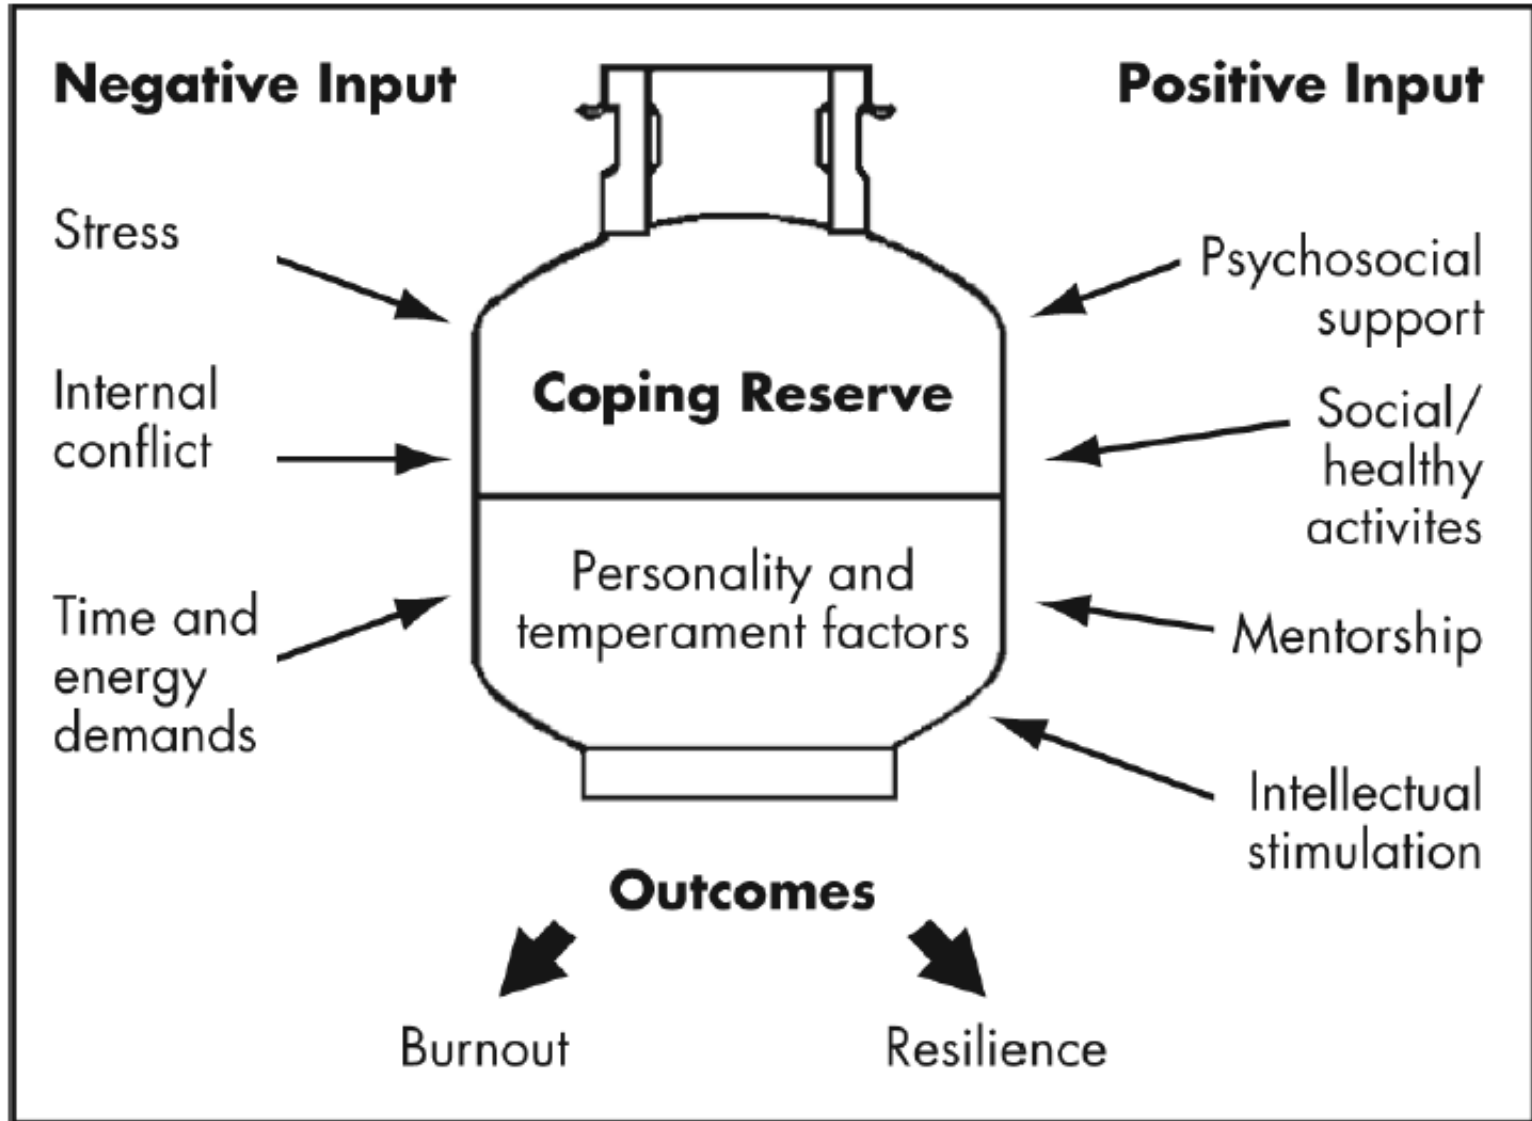 Negative Input
Stress
Internal
conflict
Time and
energy
demands
Coping Reserve
Personality and
temperament factors
Positive Input
Psychosocial
support
Social/
healthy
activites
Mentorship
Intellectual
stimulation
Outcomes
Burnout
Resilience